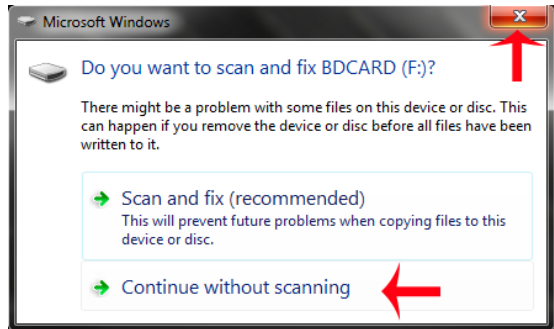 Microsoft Windows
Do you want to scan and fix BDCARD (F:)?
There might be a problem with some files on this device or disc. This
can happen if you remove the device or disc before all files have been
written to it.
Scan and fix (recommended)
This will prevent future problems when copying files to this
device or disc.
Continue without scanning